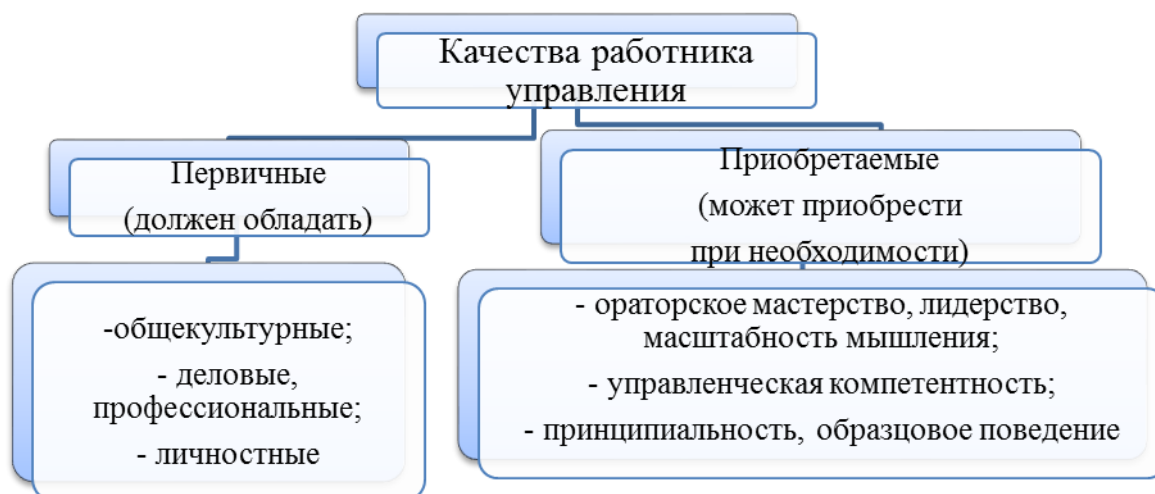 Качества работника
управления
Первичные
(должен обладать)
Приобретаемые
(может приобрести
при необходимости)
-общекультурные;
- деловые,
профессиональные;
- личностные
- ораторское мастерство, лидерство,
масштабность мышления;
- управленческая компетентность;
- принципиальность, образцовое поведение